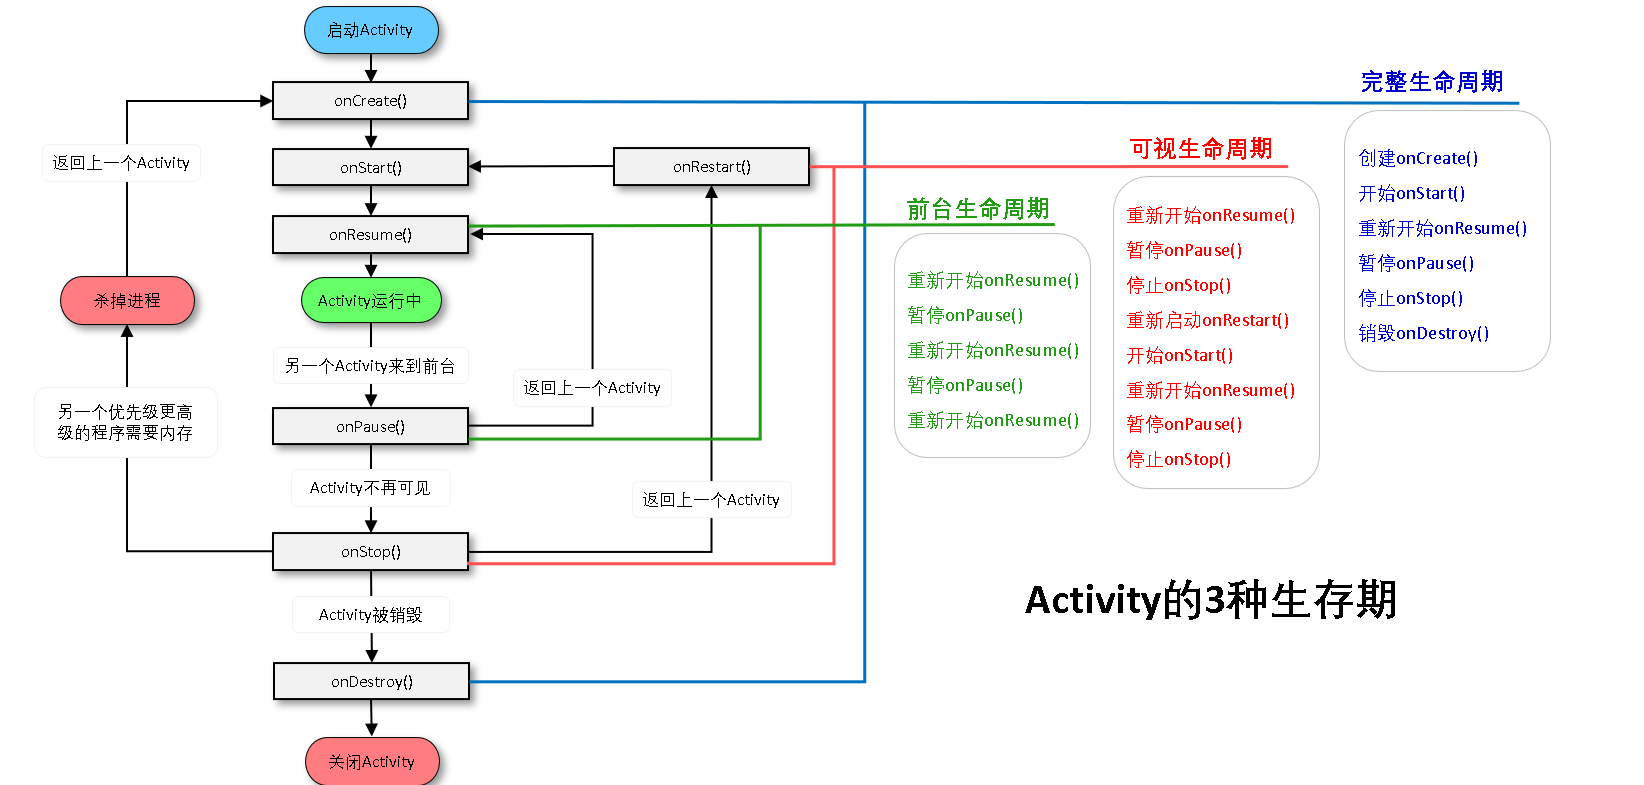 启动Activity
onCreate()
onStart()
onResume()
Activity运行中
另一个Activity来到前台
onPause()
Activity不再可见
onStop()
Activity被销毁
onDestroy()
关闭Activity
返回上一个Activity
杀掉进程
另一个优先级更高
级的程序需要内存
返回上一个Activity
onRestart()
返回上一个Activity
前台生命周期
重新开始onResume()
暂停onPause()
重新开始onResume()
暂停onPause()
重新开始onResume()
可视生命周期
重新开始onResume()
暂停onPause()
停止onStop()
重新启动onRestart()
开始onStart()
重新开始onResume()
暂停onPause()
停止onStop()
完整生命周期
创建onCreate()
开始onStart()
重新开始onResume()
暂停onPause()
停止onStop()
销毁onDestroy()
Activity的3种生存期